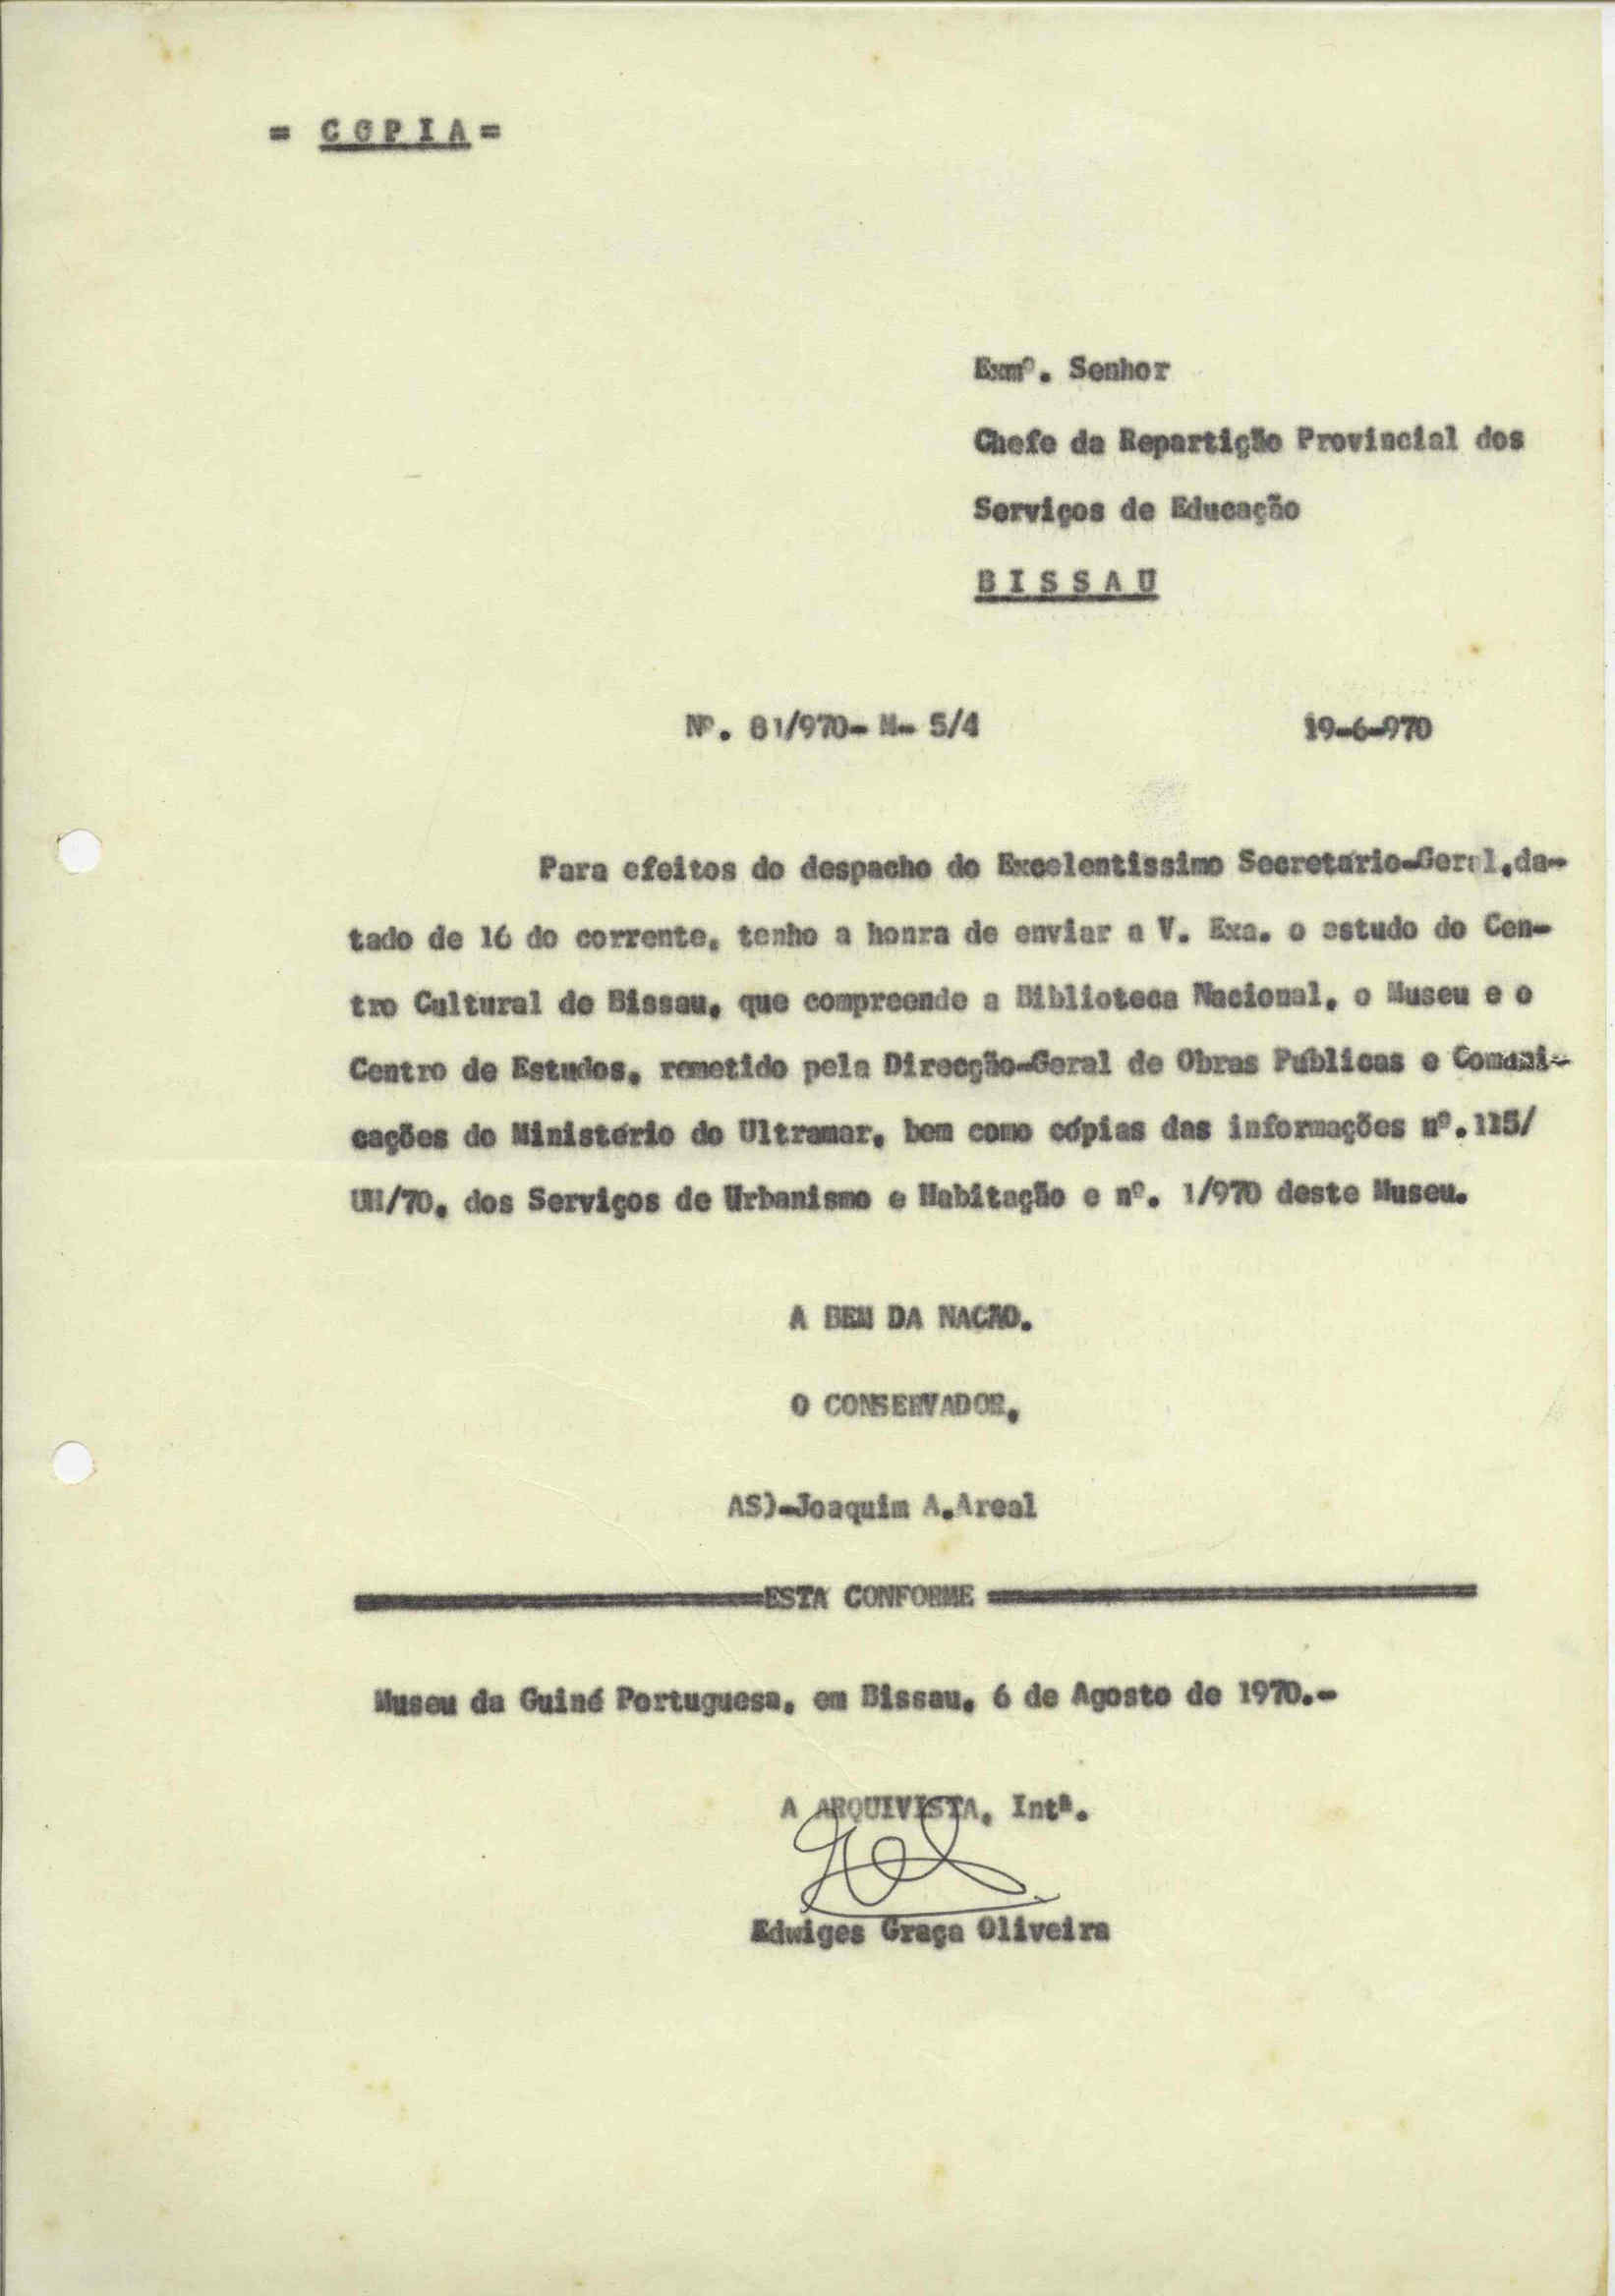 = C O P I A =
Exmº. Senhor
Chefe da Repartição Provincial dos
Serviços de Educação
B I S S A U
Nº. 81/970- M- 5/4 19-6-970
Para efeitos do despacho do Excelentissimo Secretário-Geral,da-
tado de 16 do corrente, tenho a honra de enviar a V. Exa. o estudo do Cen-
tro Cultural de Bissau, que compreende a Biblioteca Nacional, o Museu e o
Centro de Estudos, remetido pela Direcção-Geral de Obras Públicas e Comuni-
cações do Ministério do Ultramar, bem como cópias das informações nº.115/
UH/70, dos Serviços de Urbanismo e Habitação e nº. 1/970 deste Museu.
A BEM DA NACÃO.
O CONSERVADOR,
AS)-Joaquim A.Areal
ESTA CONFORME
Museu da Guiné Portuguesa, em Bissau, 6 de Agosto de 1970.-
A ARQUIVISTA, Intª.
Edwiges Graça Oliveira